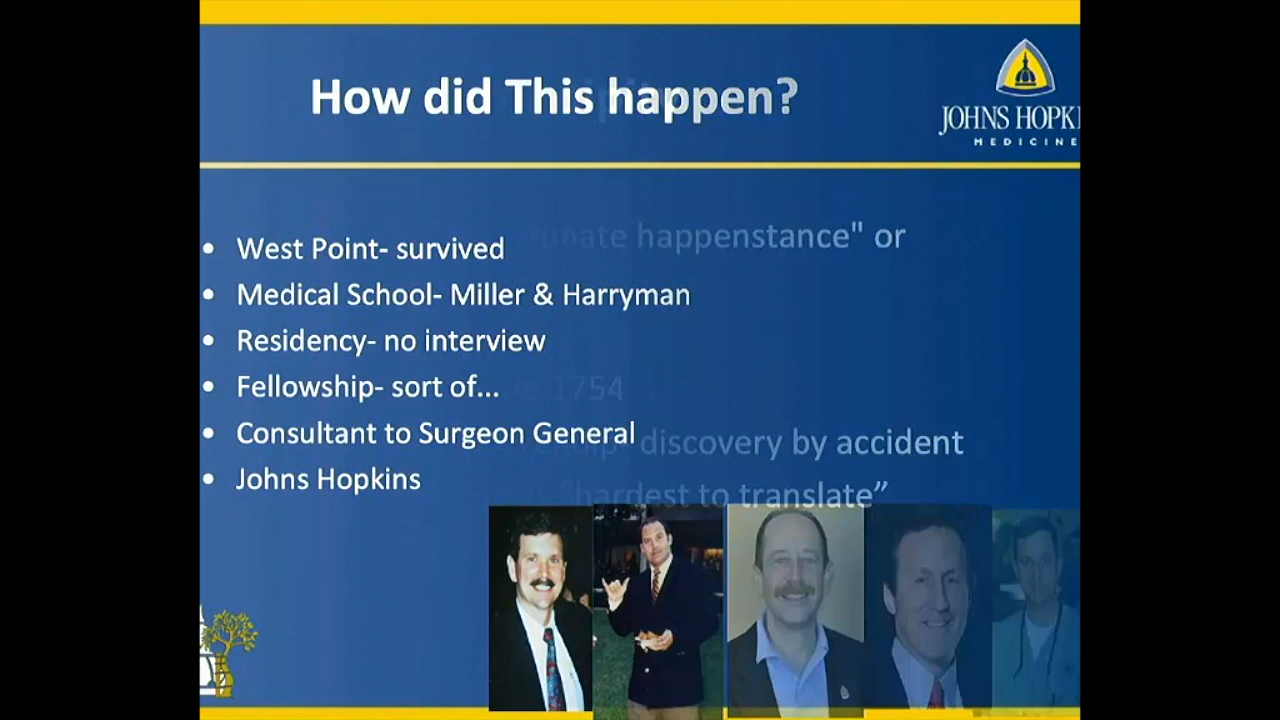 How did This happen?
JOHNS HOPKI
MEDICINE
happenstance" or
• West Point- survived
• Medical School- Miller & Harryman
• Residency- no interview
• Fellowship- sort of...
1754
• Consultant to Surgeon General
discovery by accident
• Johns Hopkins
"hardest to translate”